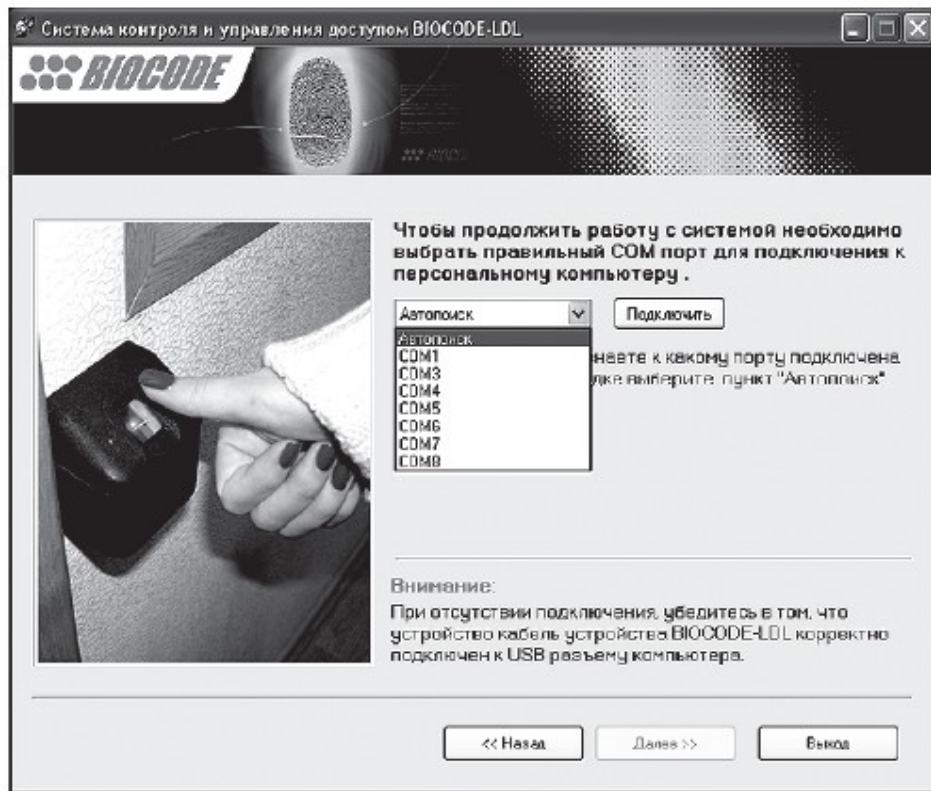 Система контроля и управления доступом BIOCODE-LDL
BIOCODE
Чтобы продолжить работу с системой необходимо
выбрать правильный COM порт для подключения к
персональному компьютеру .
Автопоиск
Подключить
Автопоиск
COM1
COM3
COM4
COM5
COM6
COM7
COM8
наете к какому порту подключена
дке выберите пункт "Автопоиск"
Внимание:
При отсутствии подключения, убедитесь в том, что
устройство кабель устройства BIOCODE-LDL корректно
подключен к USB разъему компьютера.
<< Назад
Далее >>
Выход